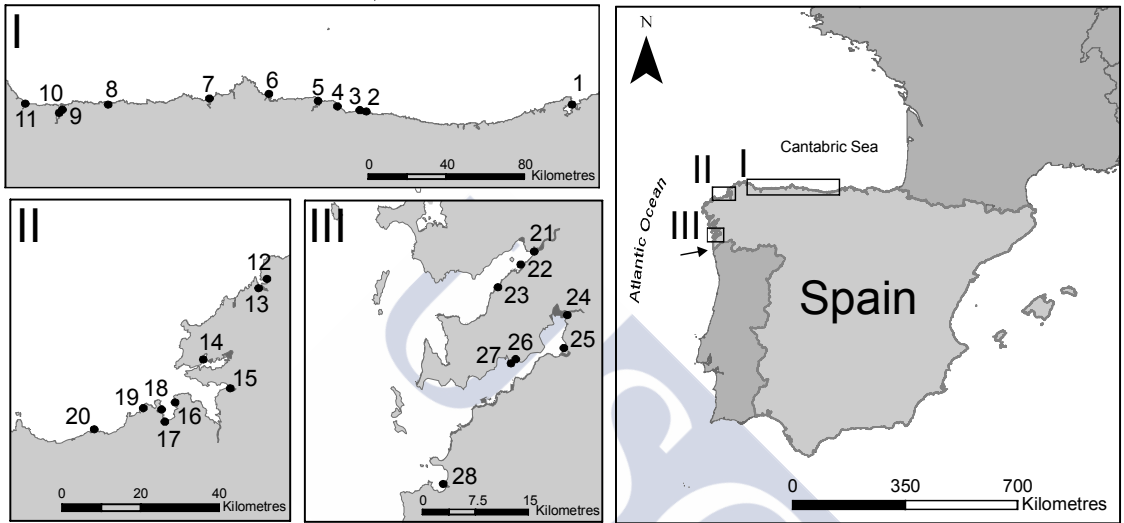 I
10
8
7
6
5
4
3
2
1
11
9
0 40 80
Kilometres
II
12
13
14
15
19
18
16
17
20
0 20 40
Kilometres
III
21
22
23
24
25
26
27
28
0 7.5 15
Kilometres
N
Cantabric Sea
II
I
III
Atlantic Ocean
Spain
0 350 700
Kilometres